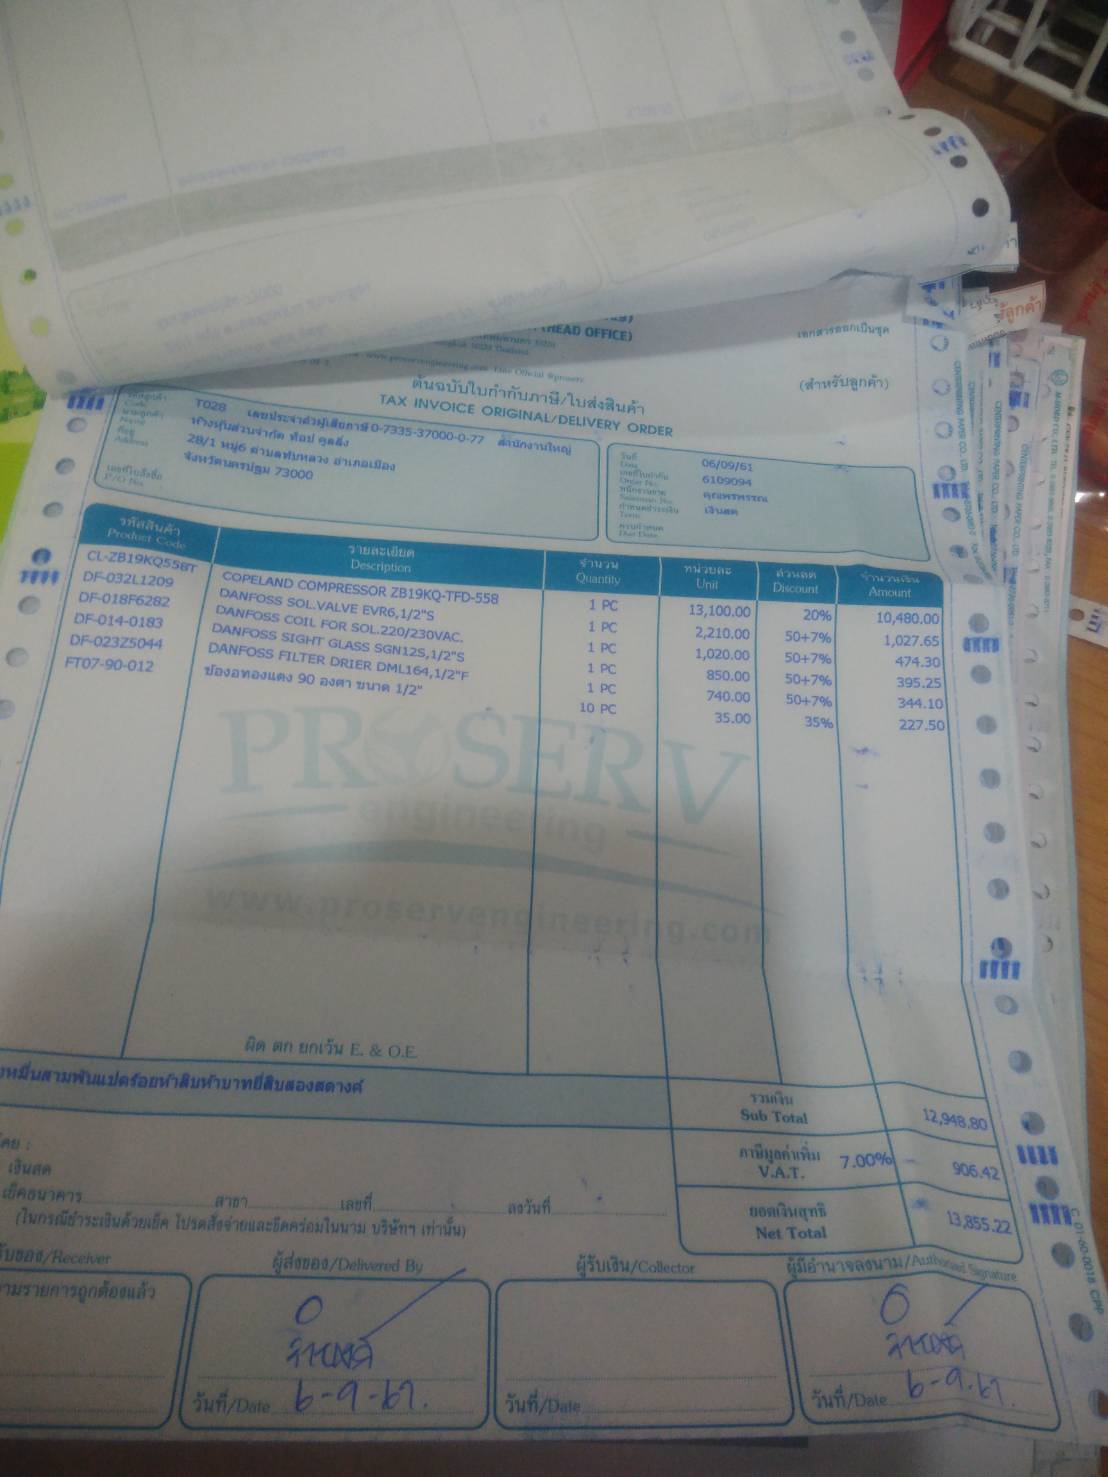 (HEAD OFFICE)
เอกสารออกเป็นชุด
ต้นฉบับใบกำกับภาษี/ใบส่งสินค้า
(สำหรับลูกค้า)
TAX INVOICE ORIGINAL/DELIVERY ORDER
รหัสลูกค้า
Code
T028 เลขประจำตัวผู้เสียภาษี 0-7335-37000-0-77 สำนักงานใหญ่
นามลูกค้า
Name
ห้างหุ้นส่วนจำกัด ท็อป คูลลิ่ง
ที่อยู่
Address
28/1 หมู่6 ตำบลทับหลวง อำเภอเมือง
จังหวัดนครปฐม 73000
เลขที่ใบสั่งซื้อ
P/O No.
วันที่
Date
06/09/61
เลขที่ใบกำกับ
Order No.
6109094
พนักงานขาย
Salesman No.
คุณพรพรรณ
กำหนดชำระเงิน
Term
เงินสด
ครบกำหนด
Due Date
รหัสสินค้า รายละเอียด จำนวน หน่วยละ ส่วนลด จำนวนเงิน
Product Code Description Quantity Unit Discount Amount
CL-ZB19KQ558T COPELAND COMPRESSOR ZB19KQ-TFD-558 1 PC 13,100.00 20% 10,480.00
DF-032L1209 DANFOSS SOL.VALVE EVR6,1/2"S 1 PC 2,210.00 50+7% 1,027.65
DF-018F6282 DANFOSS COIL FOR SOL.220/230VAC. 1 PC 1,020.00 50+7% 474.30
DF-014-0183 DANFOSS SIGHT GLASS SGN12S,1/2"S 1 PC 850.00 50+7% 395.25
DF-023Z5044 DANFOSS FILTER DRIER DML164,1/2"F 1 PC 740.00 50+7% 344.10
FT07-90-012 ข้องอทองแดง 90 องศา ขนาด 1/2" 10 PC 35.00 35% 227.50
PROSERV
engineering
www.proservengineering.com
ผิด ตก ยกเว้น E. & O.E.
หมื่นสามพันแปดร้อยห้าสิบห้าบาทยี่สิบสองสตางค์
รวมเงิน
Sub Total
12,948.80
ภาษีมูลค่าเพิ่ม
V.A.T.
7.00%
906.42
ยอดเงินสุทธิ
Net Total
13,855.22
เงินสด
เช็คธนาคาร สาขา เลขที่ ลงวันที่
(ในกรณีชำระเงินด้วยเช็ค โปรดสั่งจ่ายและขีดคร่อมในนาม บริษัทฯ เท่านั้น)
/Receiver ผู้ส่งของ/Delivered By ผู้รับเงิน/Collector ผู้มีอำนาจลงนาม/Authorized Signature
ตามรายการถูกต้องแล้ว
วันที่/Date 6-9-61. วันที่/Date วันที่/Date 6-9-61